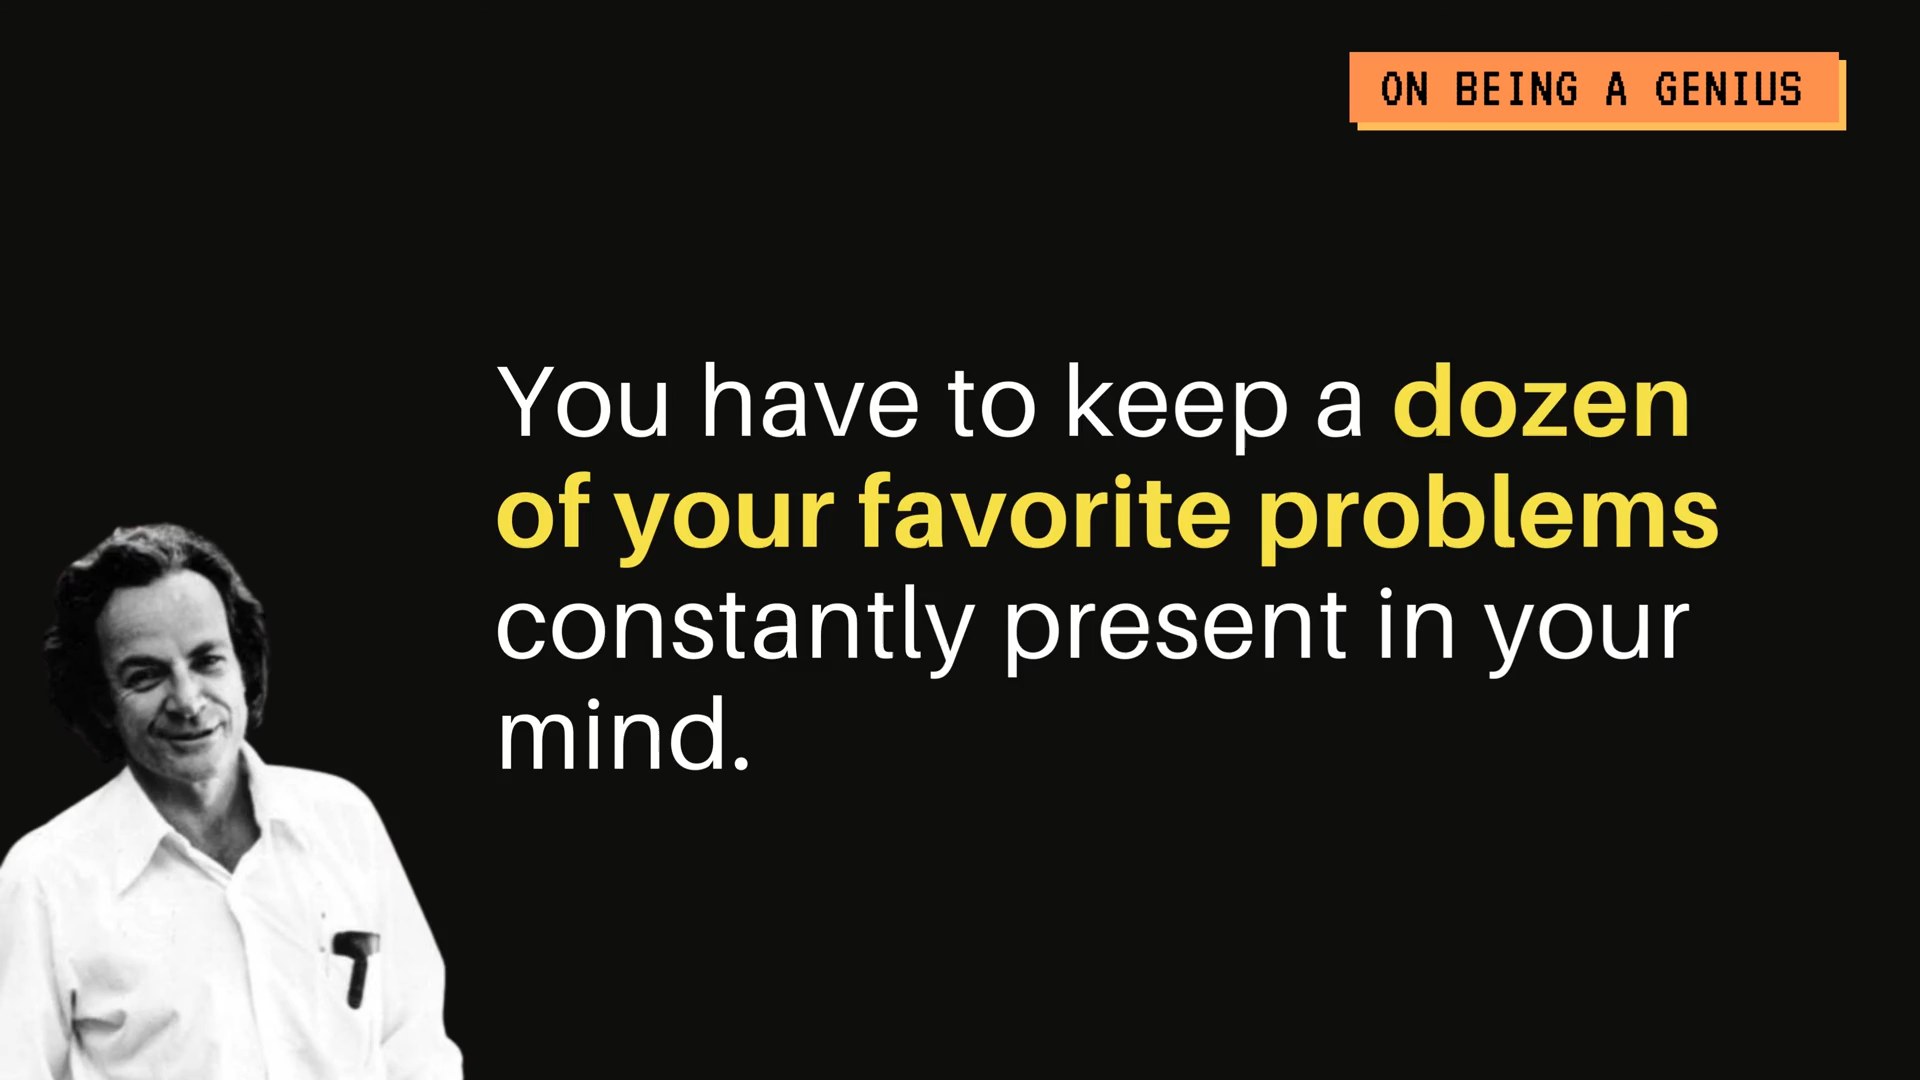 ON BEING A GENIUS
You have to keep a dozen
of your favorite problems
constantly present in your
mind.